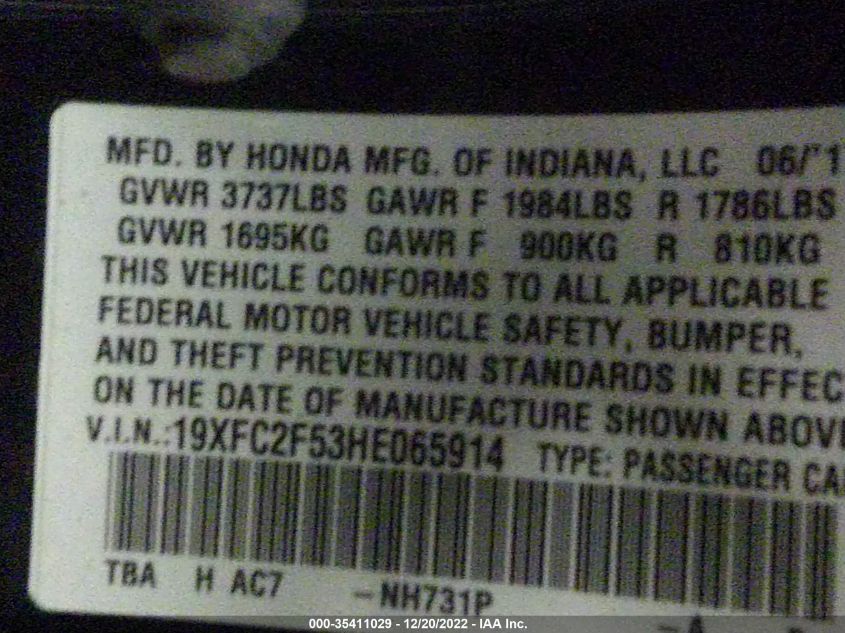 MFD. BY HONDA MFG. OF INDIANA, LLC 06/
GVWR 3737LBS GAWR F 1984LBS R 1786LBS
GVWR 1695KG GAWR F 900KG R 810KG
THIS VEHICLE CONFORMS TO ALL APPLICABLE
FEDERAL MOTOR VEHICLE SAFETY, BUMPER,
AND THEFT PREVENTION STANDARDS IN EFFEC
ON THE DATE OF MANUFACTURE SHOWN ABOV
V.I.N.:19XFC2F53HE065914 TYPE: PASSENGER CA
TBA H AC7 -NH731P
-A
000-35411029 - 12/20/2022 - IAA Inc.